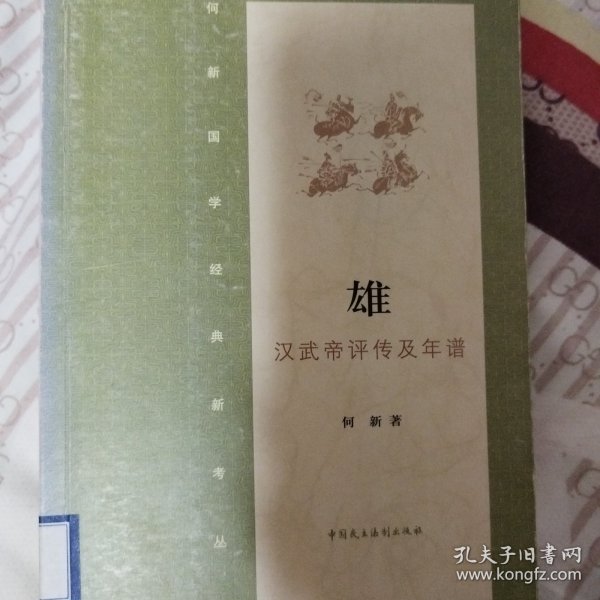 何新国学经典新考丛
雄
汉武帝评传及年谱
何 新 著
中国民主法制出版社
孔夫子旧书网
www.kongfz.com